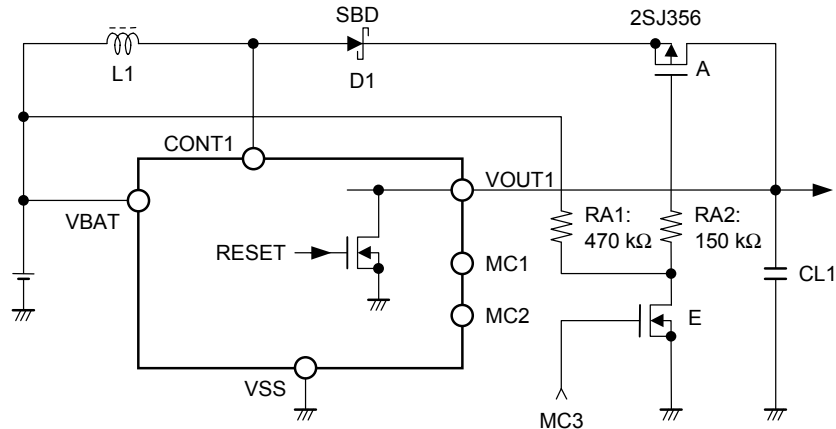 SBD
2SJ356
L1
D1
A
CONT1
VOUT1
VBAT
RA1:
470 kΩ
RA2:
150 kΩ
RESET
MC1
CL1
MC2
E
VSS
MC3